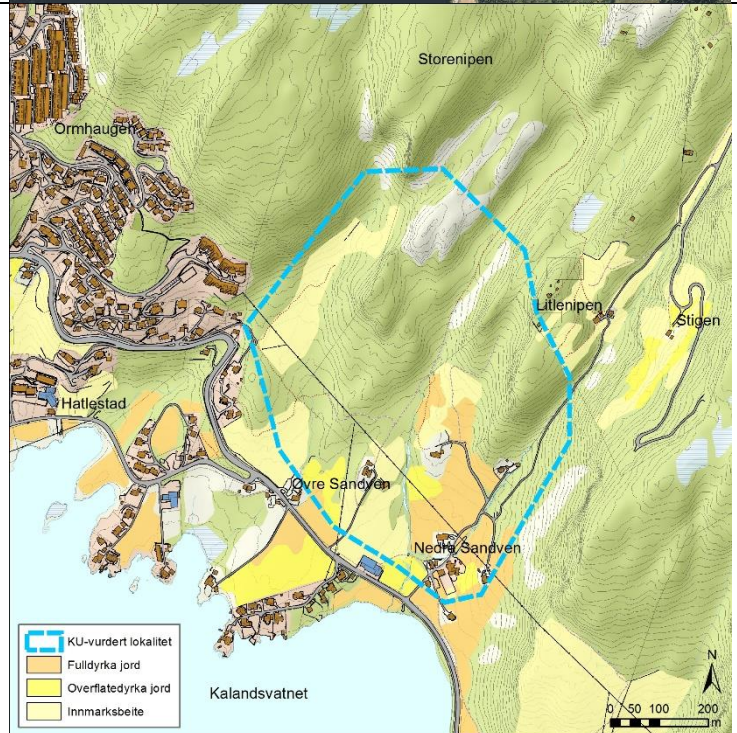 Storenipen
Ormhaugen
Litlenipen
Stigen
Hatlestad
Øvre Sandven
Nedre Sandven
KU-vurdert lokalitet
Fulldyrka jord
Overflatedyrka jord
Innmarksbeite
Kalandsvatnet
N
0 50 100 200
m